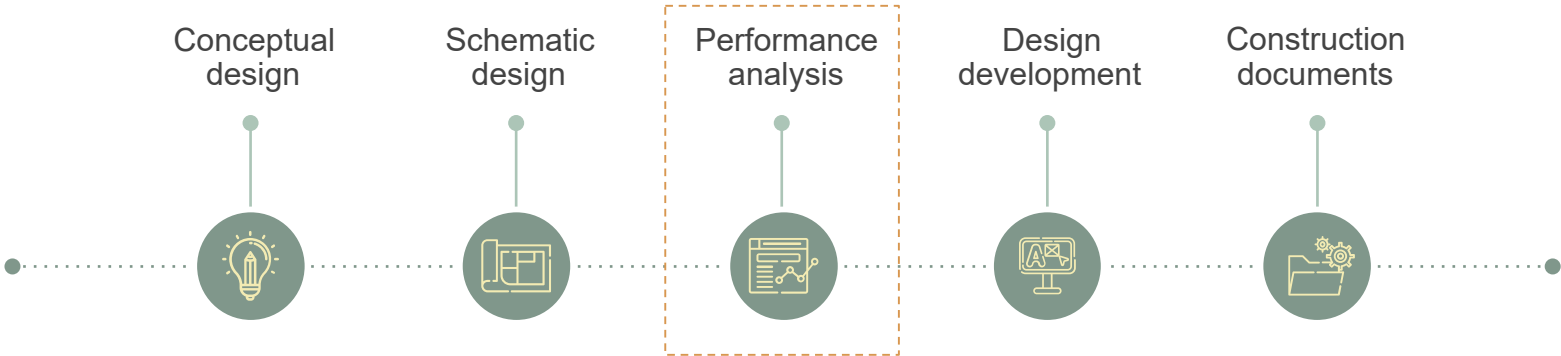 Conceptual
design
Schematic
design
Performance
analysis
Design
development
Construction
documents
A